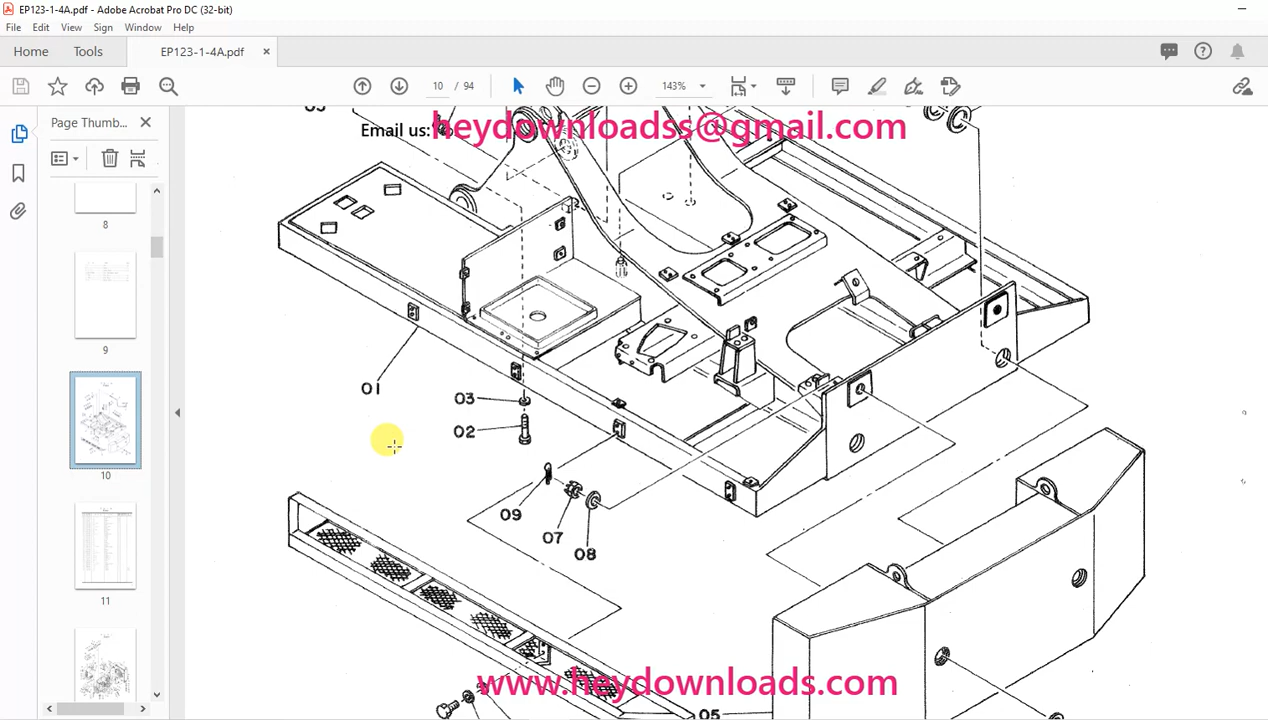 EP123-1-4A.pdf - Adobe Acrobat Pro DC (32-bit)
File Edit View Sign Window Help
Home Tools EP123-1-4A.pdf ×
10 / 94 143%
Page Thumb...
Email us:
heydownloadss@gmail.com
8
9
10
11
01
03
02
09
07
08
05
www.heydownloads.com